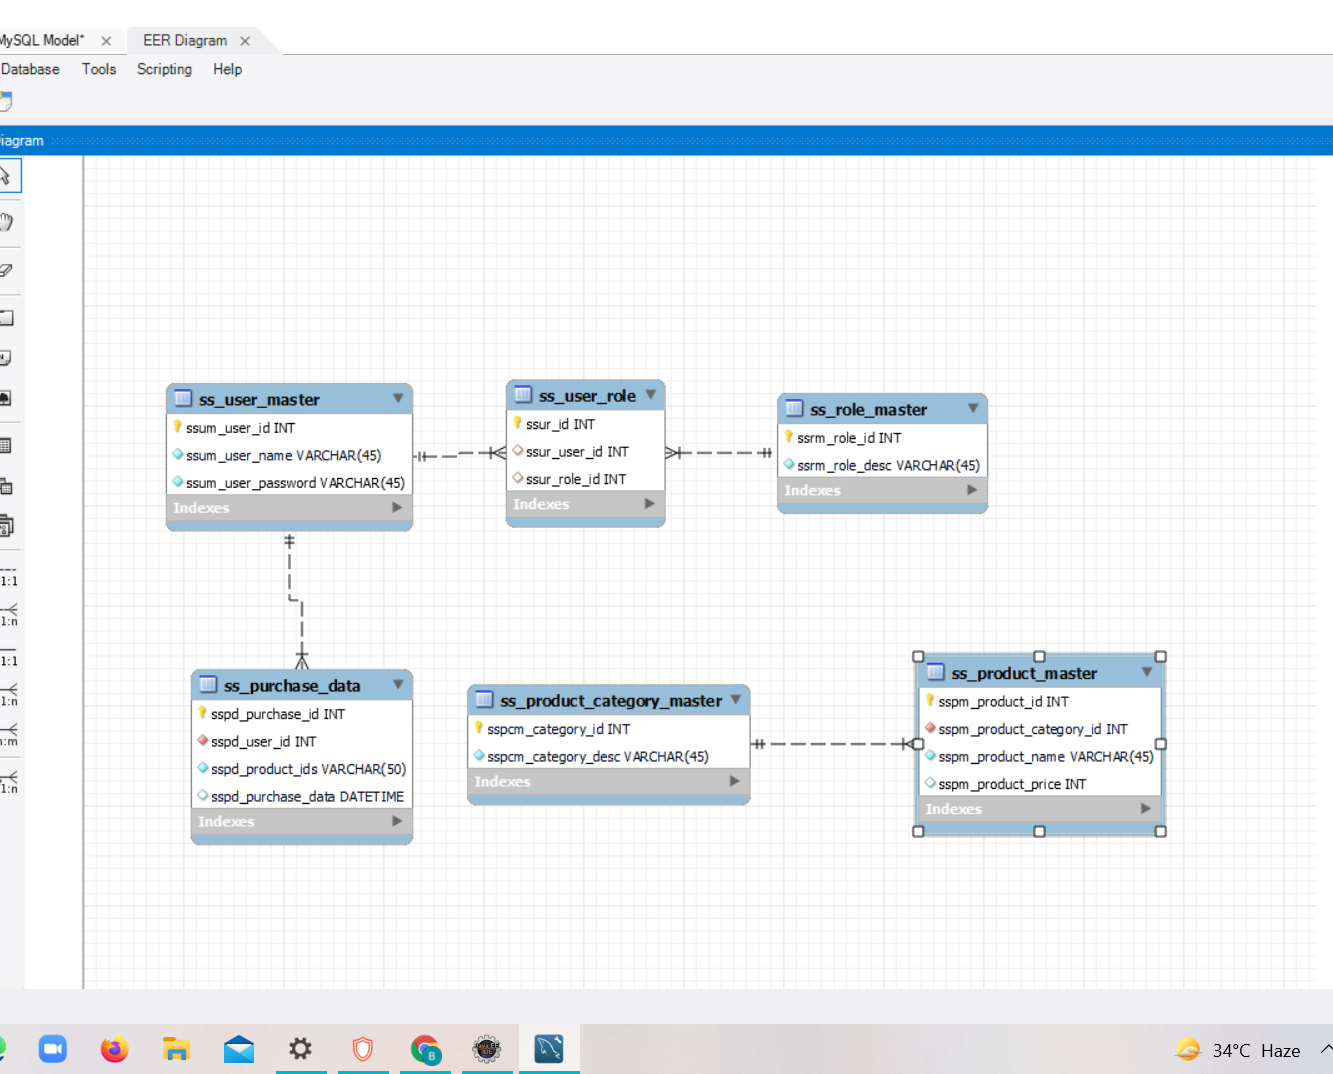 MySQL Model*
EER Diagram
Database Tools Scripting Help
iagram
1:1
1:n
1:1
1:n
n:m
1:n
ss_user_master
ssum_user_id INT
ssum_user_name VARCHAR(45)
ssum_user_password VARCHAR(45)
Indexes
ss_user_role
ssur_id INT
ssur_user_id INT
ssur_role_id INT
Indexes
ss_role_master
ssrm_role_id INT
ssrm_role_desc VARCHAR(45)
Indexes
ss_purchase_data
sspd_purchase_id INT
sspd_user_id INT
sspd_product_ids VARCHAR(50)
sspd_purchase_data DATETIME
Indexes
ss_product_category_master
sspcm_category_id INT
sspcm_category_desc VARCHAR(45)
Indexes
ss_product_master
sspm_product_id INT
sspm_product_category_id INT
sspm_product_name VARCHAR(45)
sspm_product_price INT
Indexes
B
34°C Haze